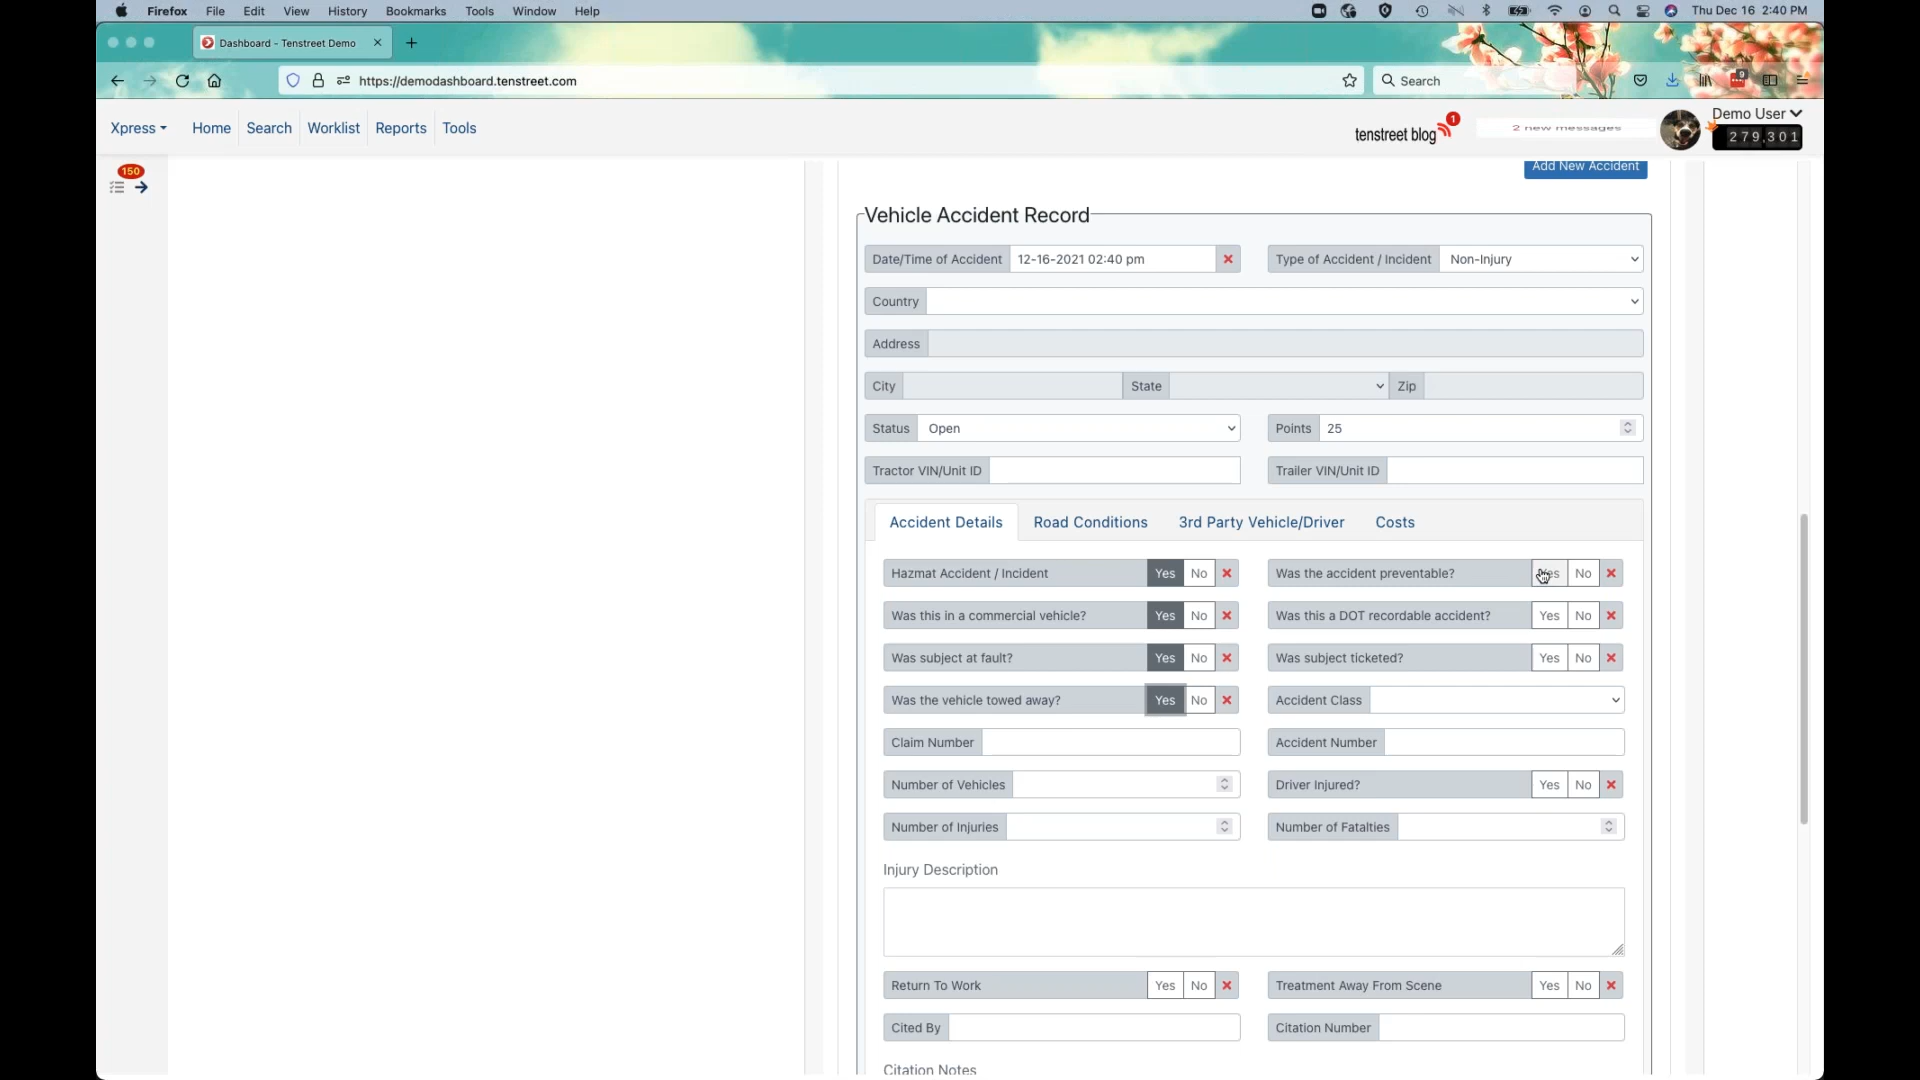 Firefox File Edit View History Bookmarks Tools Window Help Thu Dec 16 2:40 PM
Dashboard - Tenstreet Demo
https://demodashboard.tenstreet.com Search 9
Xpress Home Search Worklist Reports Tools tenstreet blog 1 2 new messages Demo User
279,301
150
Add New Accident
Vehicle Accident Record
Date/Time of Accident 12-16-2021 02:40 pm Type of Accident / Incident Non-Injury
Country
Address
City State Zip
Status Open Points 25
Tractor VIN/Unit ID Trailer VIN/Unit ID
Accident Details Road Conditions 3rd Party Vehicle/Driver Costs
Hazmat Accident / Incident Yes No Was the accident preventable? Yes No
Was this in a commercial vehicle? Yes No Was this a DOT recordable accident? Yes No
Was subject at fault? Yes No Was subject ticketed? Yes No
Was the vehicle towed away? Yes No Accident Class
Claim Number Accident Number
Number of Vehicles Driver Injured? Yes No
Number of Injuries Number of Fatalties
Injury Description
Return To Work Yes No Treatment Away From Scene Yes No
Cited By Citation Number
Citation Notes